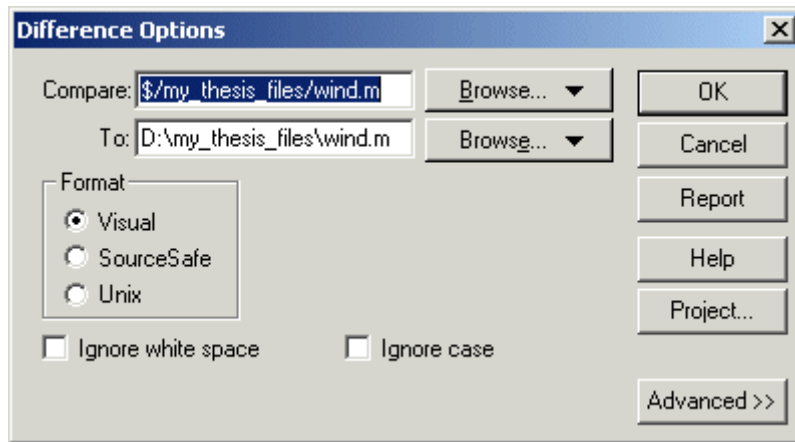 Difference Options
Compare: $/my_thesis_files/wind.m Browse... OK
To: D:\my_thesis_files\wind.m Browse... Cancel
Format Report
Visual
SourceSafe Help
Unix Project...
Ignore white space Ignore case
Advanced >>